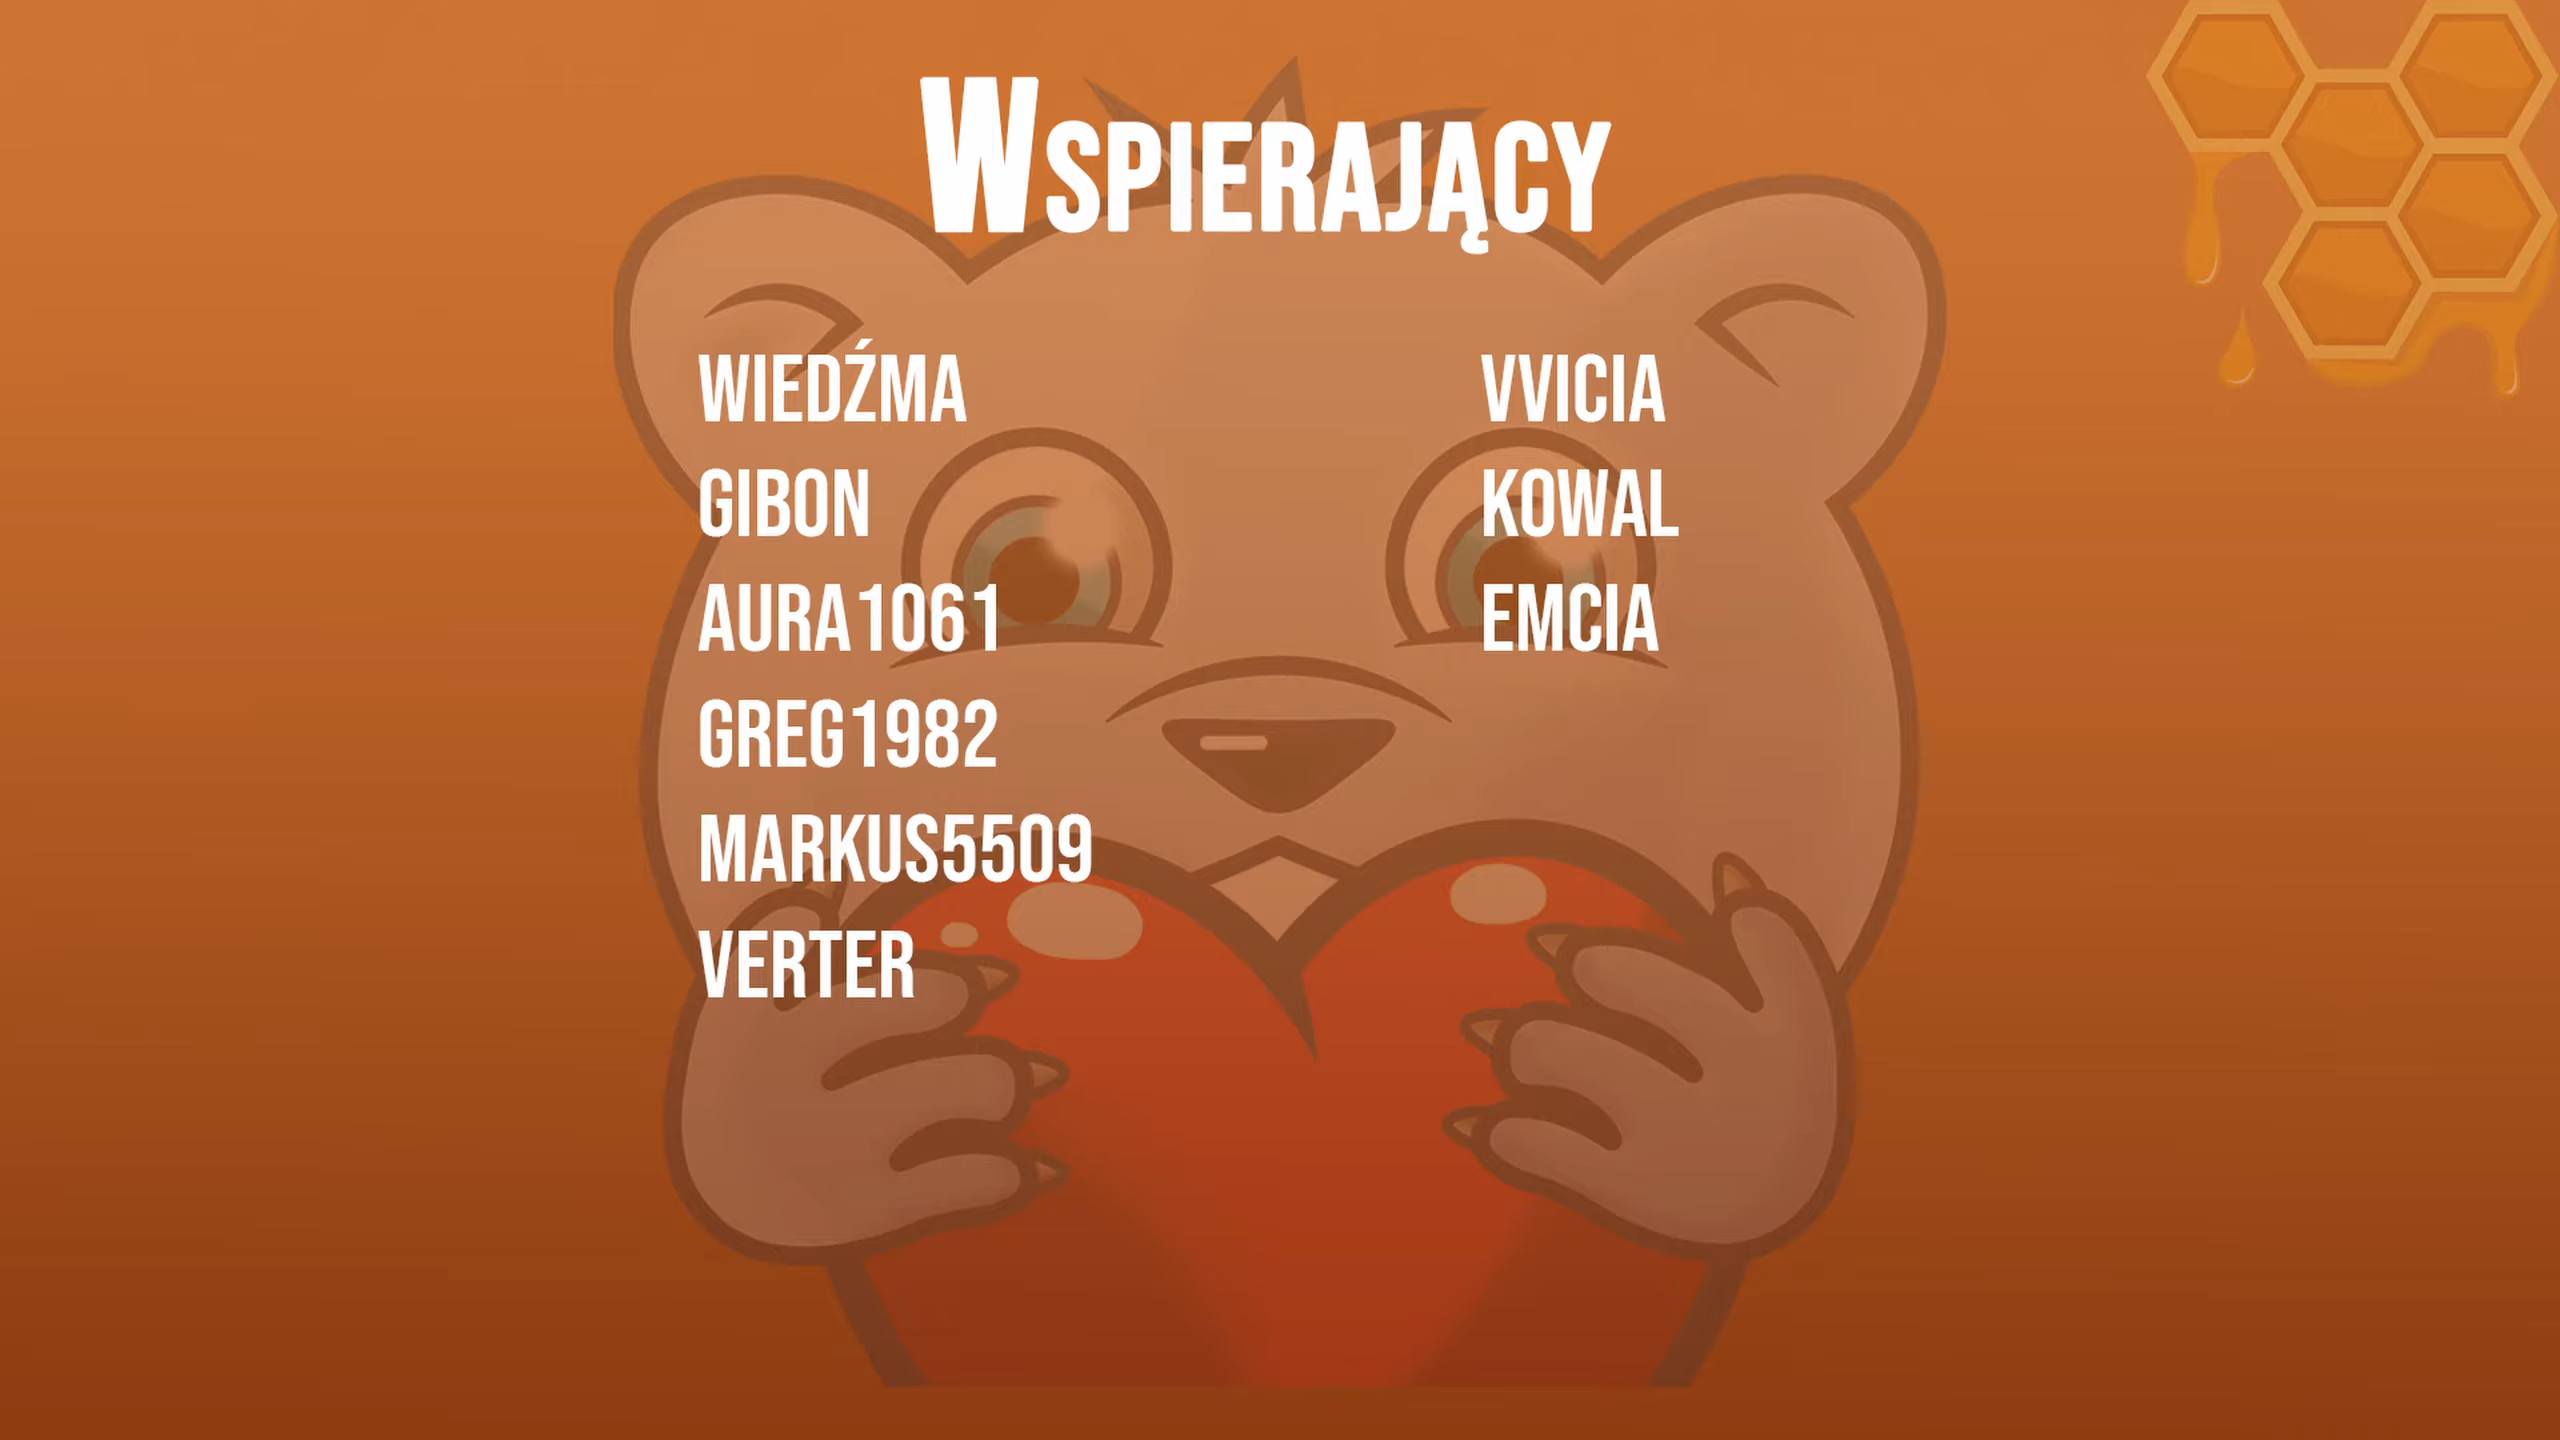 Wspierający
WIEDŹMA
GIBON
AURA1061
GREG1982
MARKUS5509
VERTER
VVICIA
KOWAL
EMCIA